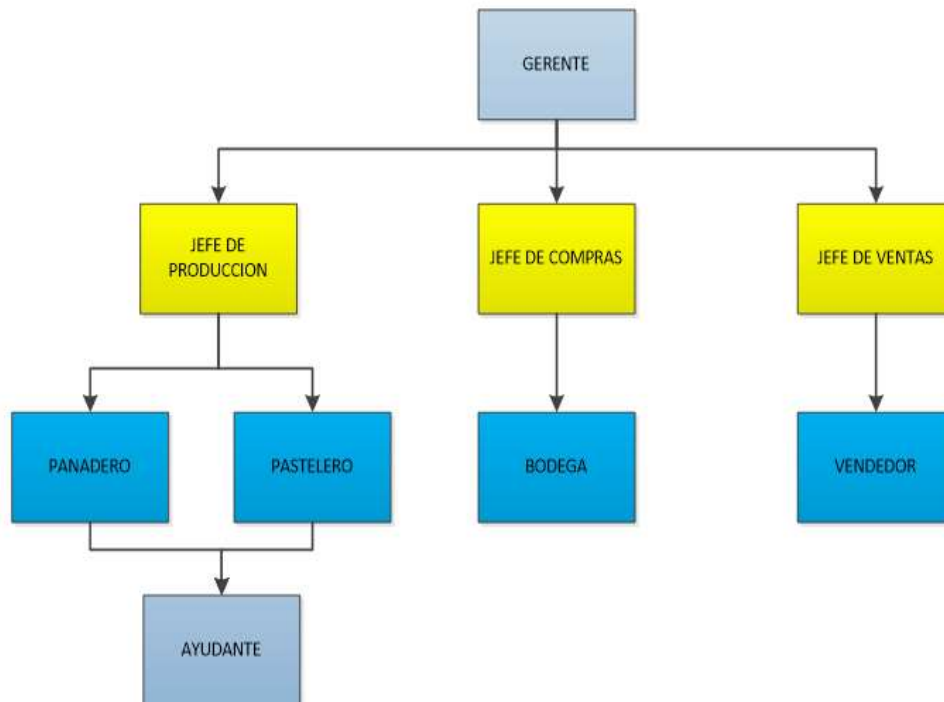 GERENTE
JEFE DE
PRODUCCION
JEFE DE COMPRAS
JEFE DE VENTAS
PANADERO
PASTELERO
BODEGA
VENDEDOR
AYUDANTE